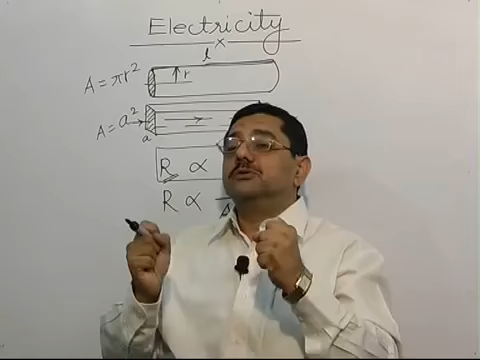 Electricity
x
l
A = πr² r
A = a²
a
R ∝
R ∝